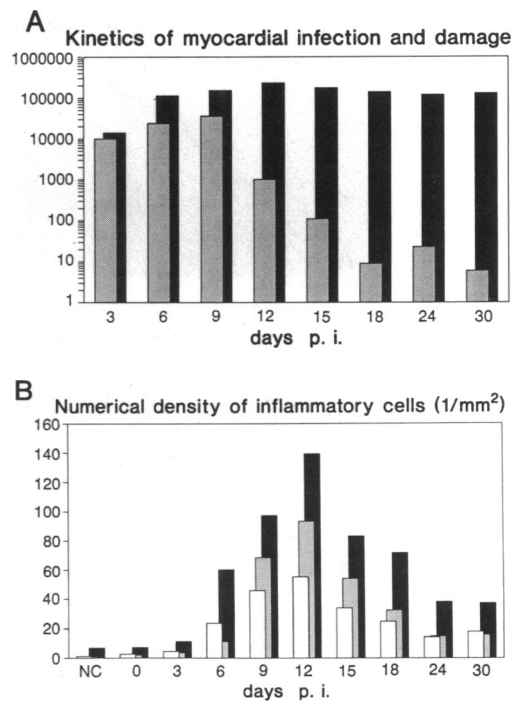 A
Kinetics of myocardial infection and damage
1000000
100000
10000
1000
100
10
1
3 6 9 12 15 18 24 30
days p. i.
B
Numerical density of inflammatory cells (1/mm²)
160
140
120
100
80
60
40
20
0
NC 0 3 6 9 12 15 18 24 30
days p. i.